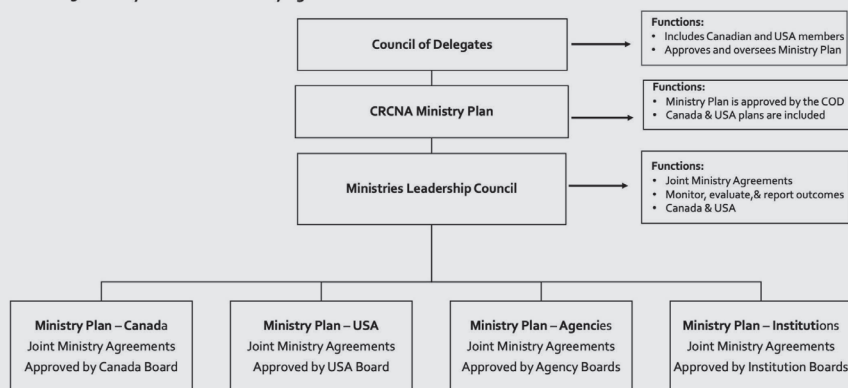 Council of Delegates
Functions:
• Includes Canadian and USA members
• Approves and oversees Ministry Plan
CRCNA Ministry Plan
Functions:
• Ministry Plan is approved by the COD
• Canada & USA plans are included
Ministries Leadership Council
Functions:
• Joint Ministry Agreements
• Monitor, evaluate,& report outcomes
• Canada & USA
Ministry Plan – Canada
Joint Ministry Agreements
Approved by Canada Board
Ministry Plan – USA
Joint Ministry Agreements
Approved by USA Board
Ministry Plan – Agencies
Joint Ministry Agreements
Approved by Agency Boards
Ministry Plan – Institutions
Joint Ministry Agreements
Approved by Institution Boards